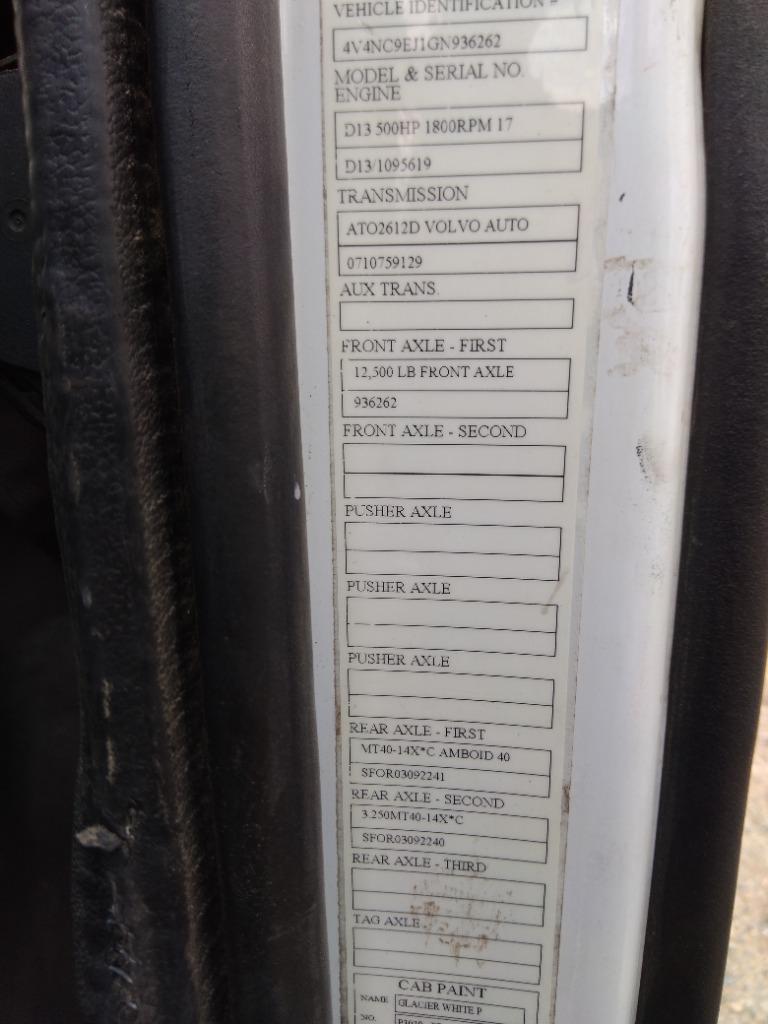 VEHICLE IDENTIFICATION #
4V4NC9EJ1GN936262
MODEL & SERIAL NO.
ENGINE
D13 500HP 1800RPM 17
D13/1095619
TRANSMISSION
ATO2612D VOLVO AUTO
0710759129
AUX TRANS.
FRONT AXLE - FIRST
12,500 LB FRONT AXLE
936262
FRONT AXLE - SECOND
PUSHER AXLE
PUSHER AXLE
PUSHER AXLE
REAR AXLE - FIRST
MT40-14X*C AMBOID 40
SFOR03092241
REAR AXLE - SECOND
3.250MT40-14X*C
SFOR03092240
REAR AXLE - THIRD
TAG AXLE
CAB PAINT
NAME GLACIER WHITE P
NO.